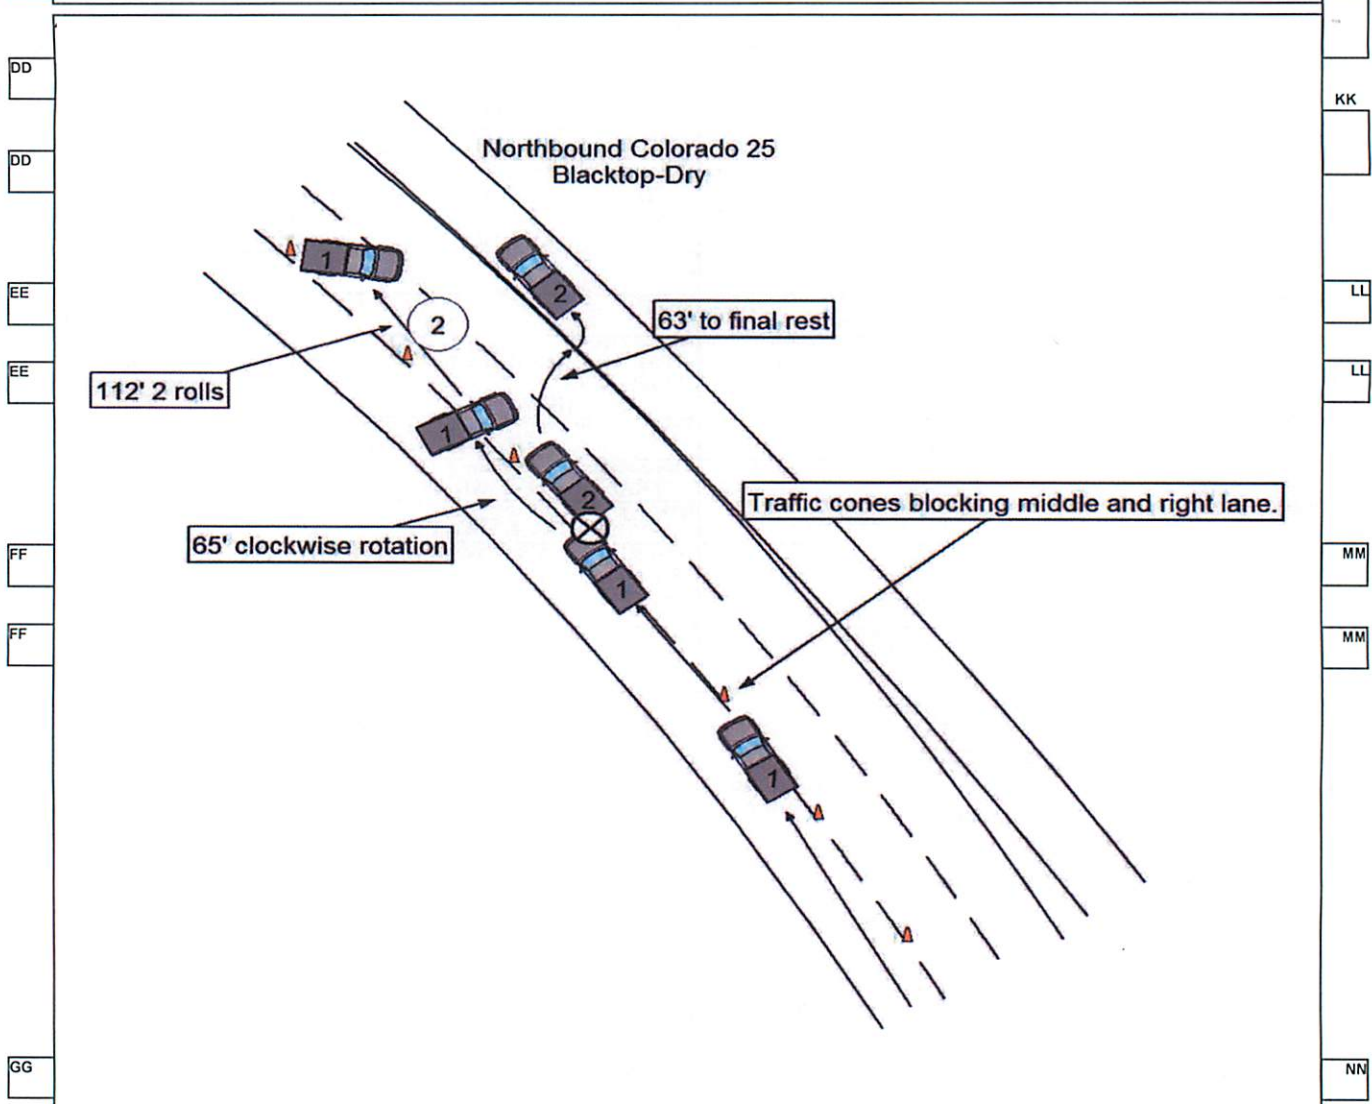 DD
KK
Northbound Colorado 25
Blacktop-Dry
DD
1
2
EE
LL
2
63' to final rest
EE
LL
112' 2 rolls
1
2
Traffic cones blocking middle and right lane.
65' clockwise rotation
FF
MM
1
FF
MM
1
GG
NN